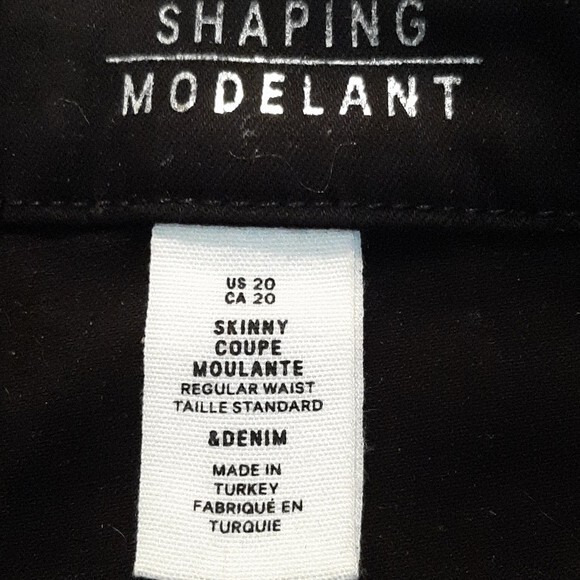 SHAPING
MODELANT
US 20
CA 20
SKINNY
COUPE
MOULANTE
REGULAR WAIST
TAILLE STANDARD
&DENIM
MADE IN
TURKEY
FABRIQUÉ EN
TURQUIE